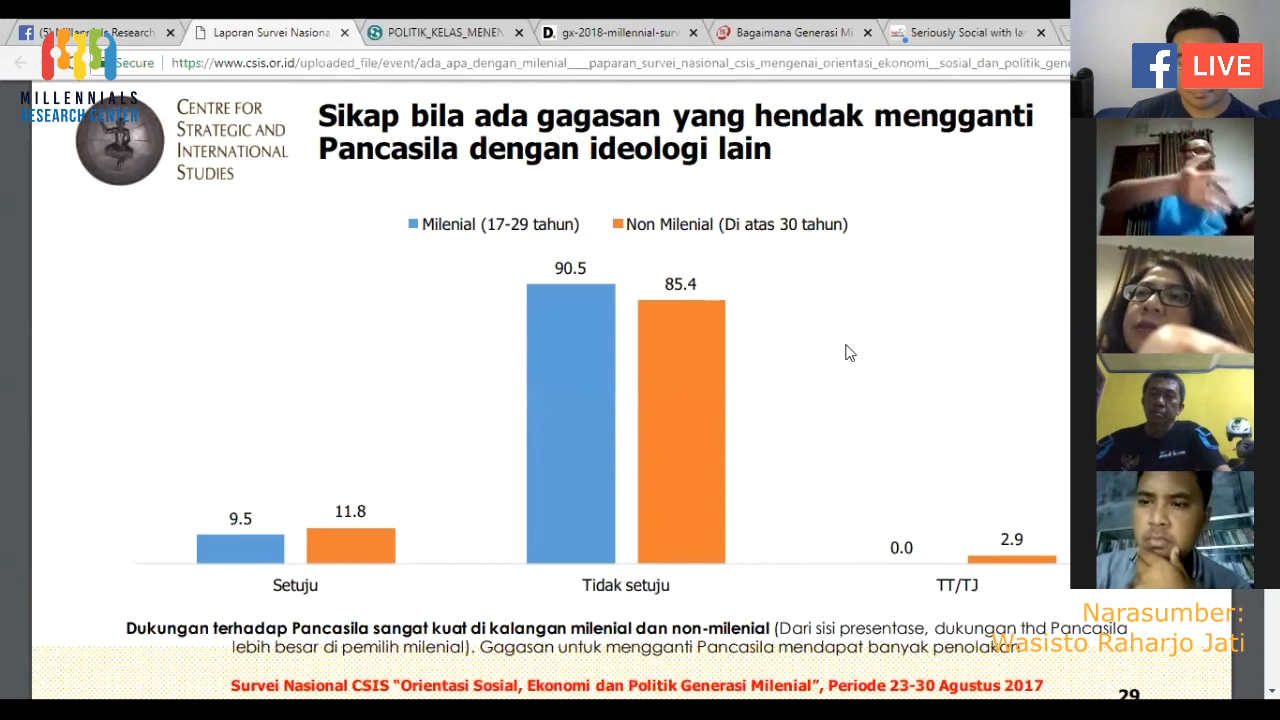 (5) Millennials Research
Laporan Survei Nasiona
POLITIK_KELAS_MENEN
D.
gx-2018-millennial-surv
Bagaimana Generasi Mi
Seriously Social with la
Secure
https://www.csis.or.id/uploaded_file/event/ada_apa_dengan_milenial___paparan_survei_nasional_csis_mengenai_orientasi_ekonomi__sosial_dan_politik_gene
LIVE
MILLENNIALS
RESEARCH CENTER
CENTRE FOR
STRATEGIC AND
INTERNATIONAL
STUDIES
Sikap bila ada gagasan yang hendak mengganti
Pancasila dengan ideologi lain
Milenial (17-29 tahun)
Non Milenial (Di atas 30 tahun)
90.5
85.4
9.5
11.8
0.0
2.9
Setuju
Tidak setuju
TT/TJ
Dukungan terhadap Pancasila sangat kuat di kalangan milenial dan non-milenial (Dari sisi presentase, dukungan thd Pancasila
lebih besar di pemilih milenial). Gagasan untuk mengganti Pancasila mendapat banyak penolakan
Narasumber:
Wasisto Raharjo Jati
Survei Nasional CSIS “Orientasi Sosial, Ekonomi dan Politik Generasi Milenial”, Periode 23-30 Agustus 2017
29